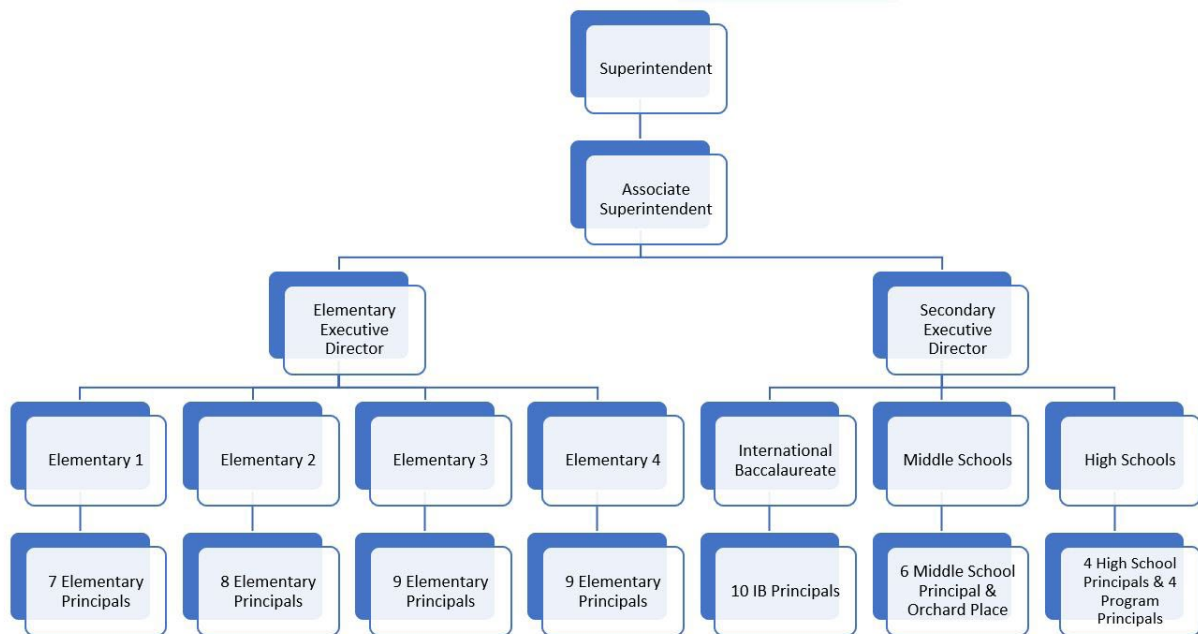 Superintendent
Associate
Superintendent
Elementary
Executive
Director
Secondary
Executive
Director
Elementary 1
Elementary 2
Elementary 3
Elementary 4
International
Baccalaureate
Middle Schools
High Schools
7 Elementary
Principals
8 Elementary
Principals
9 Elementary
Principals
9 Elementary
Principals
10 IB Principals
6 Middle School
Principal &
Orchard Place
4 High School
Principals & 4
Program
Principals